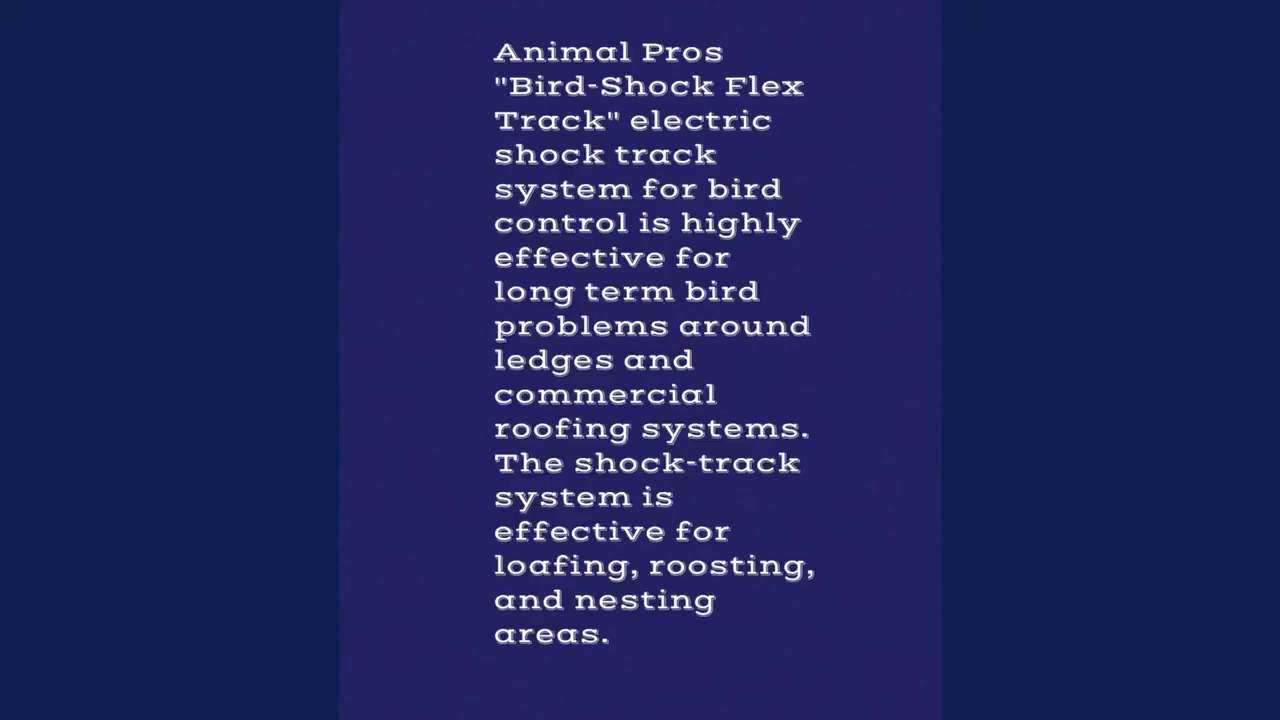 Animal Pros
"Bird-Shock Flex
Track" electric
shock track
system for bird
control is highly
effective for
long term bird
problems around
ledges and
commercial
roofing systems.
The shock-track
system is
effective for
loafing, roosting,
and nesting
areas.